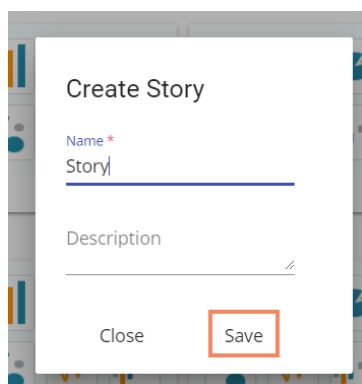 Create Story
Name *
Story
Description
Close Save